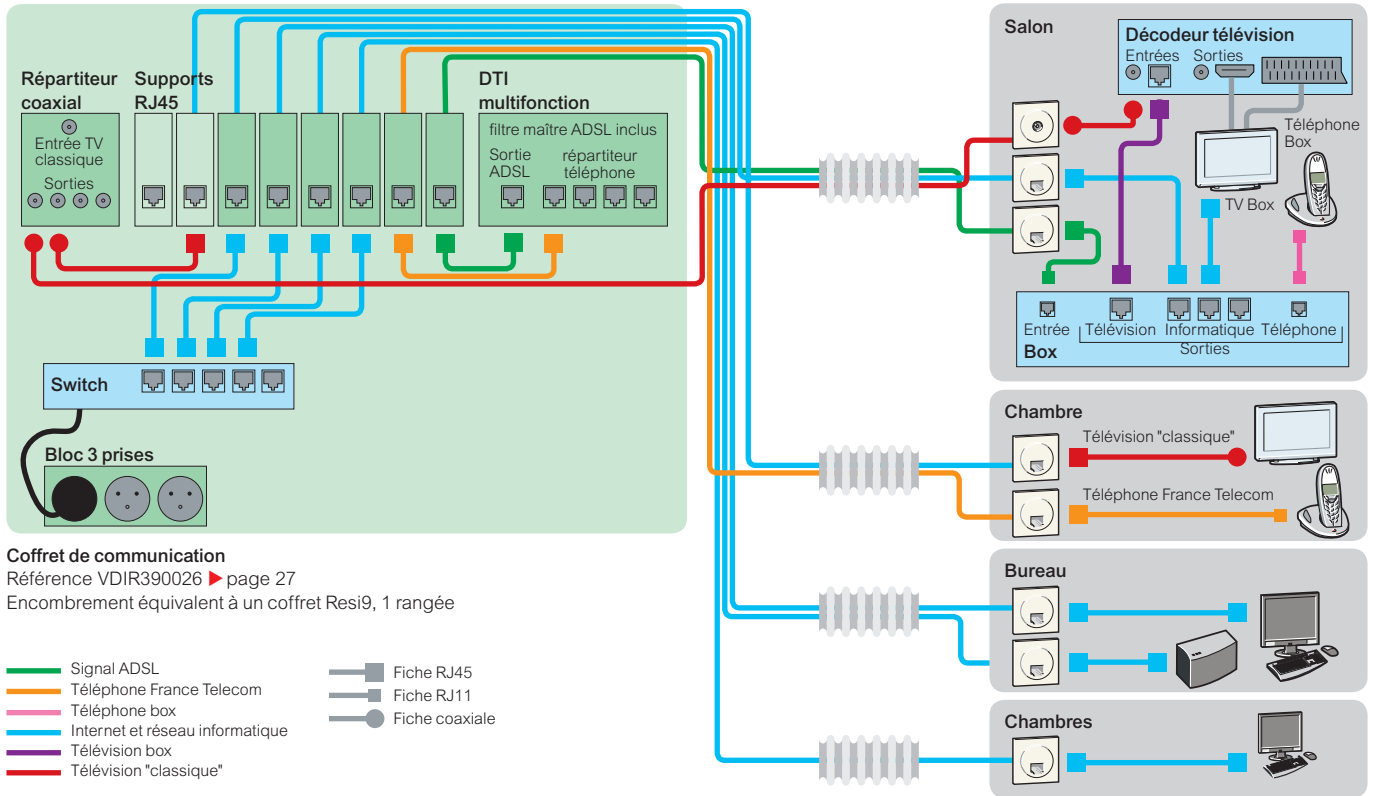 Répartiteur
coaxial
Entrée TV
classique
Sorties
Supports
RJ45
DTI
multifonction
filtre maître ADSL inclus
Sortie
ADSL
répartiteur
téléphone
Switch
Bloc 3 prises
Coffret de communication
Référence VDIR390026 ▶ page 27
Encombrement équivalent à un coffret Resi9, 1 rangée
Signal ADSL
Téléphone France Telecom
Téléphone box
Internet et réseau informatique
Télévision box
Télévision "classique"
Fiche RJ45
Fiche RJ11
Fiche coaxiale
Salon
Décodeur télévision
Entrées Sorties
Téléphone
Box
TV Box
Entrée Télévision Informatique Téléphone
Sorties
Box
Chambre
Télévision "classique"
Téléphone France Telecom
Bureau
Chambres